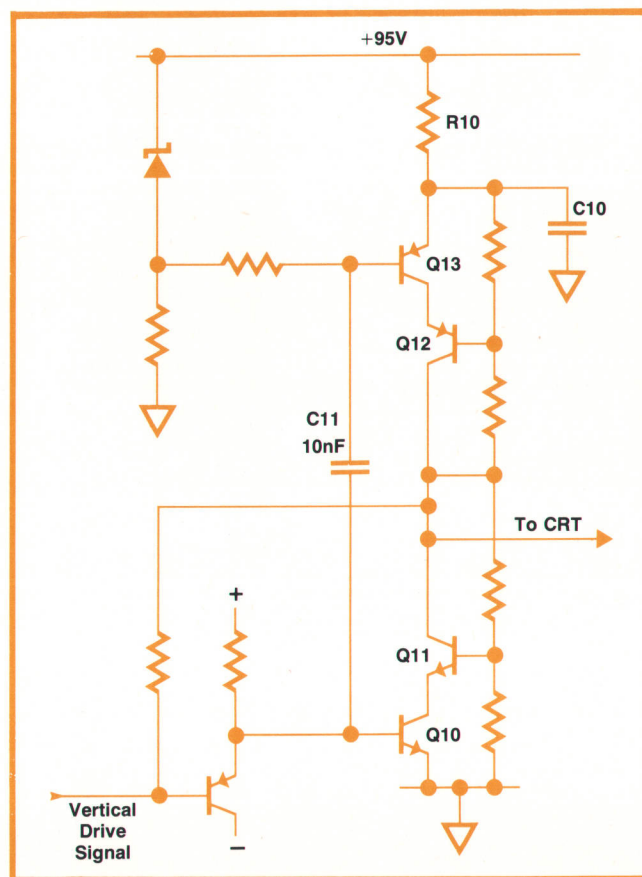 +95V
R10
C10
Q13
Q12
C11
10nF
To CRT
+
Q11
Q10
Vertical
Drive
Signal
−